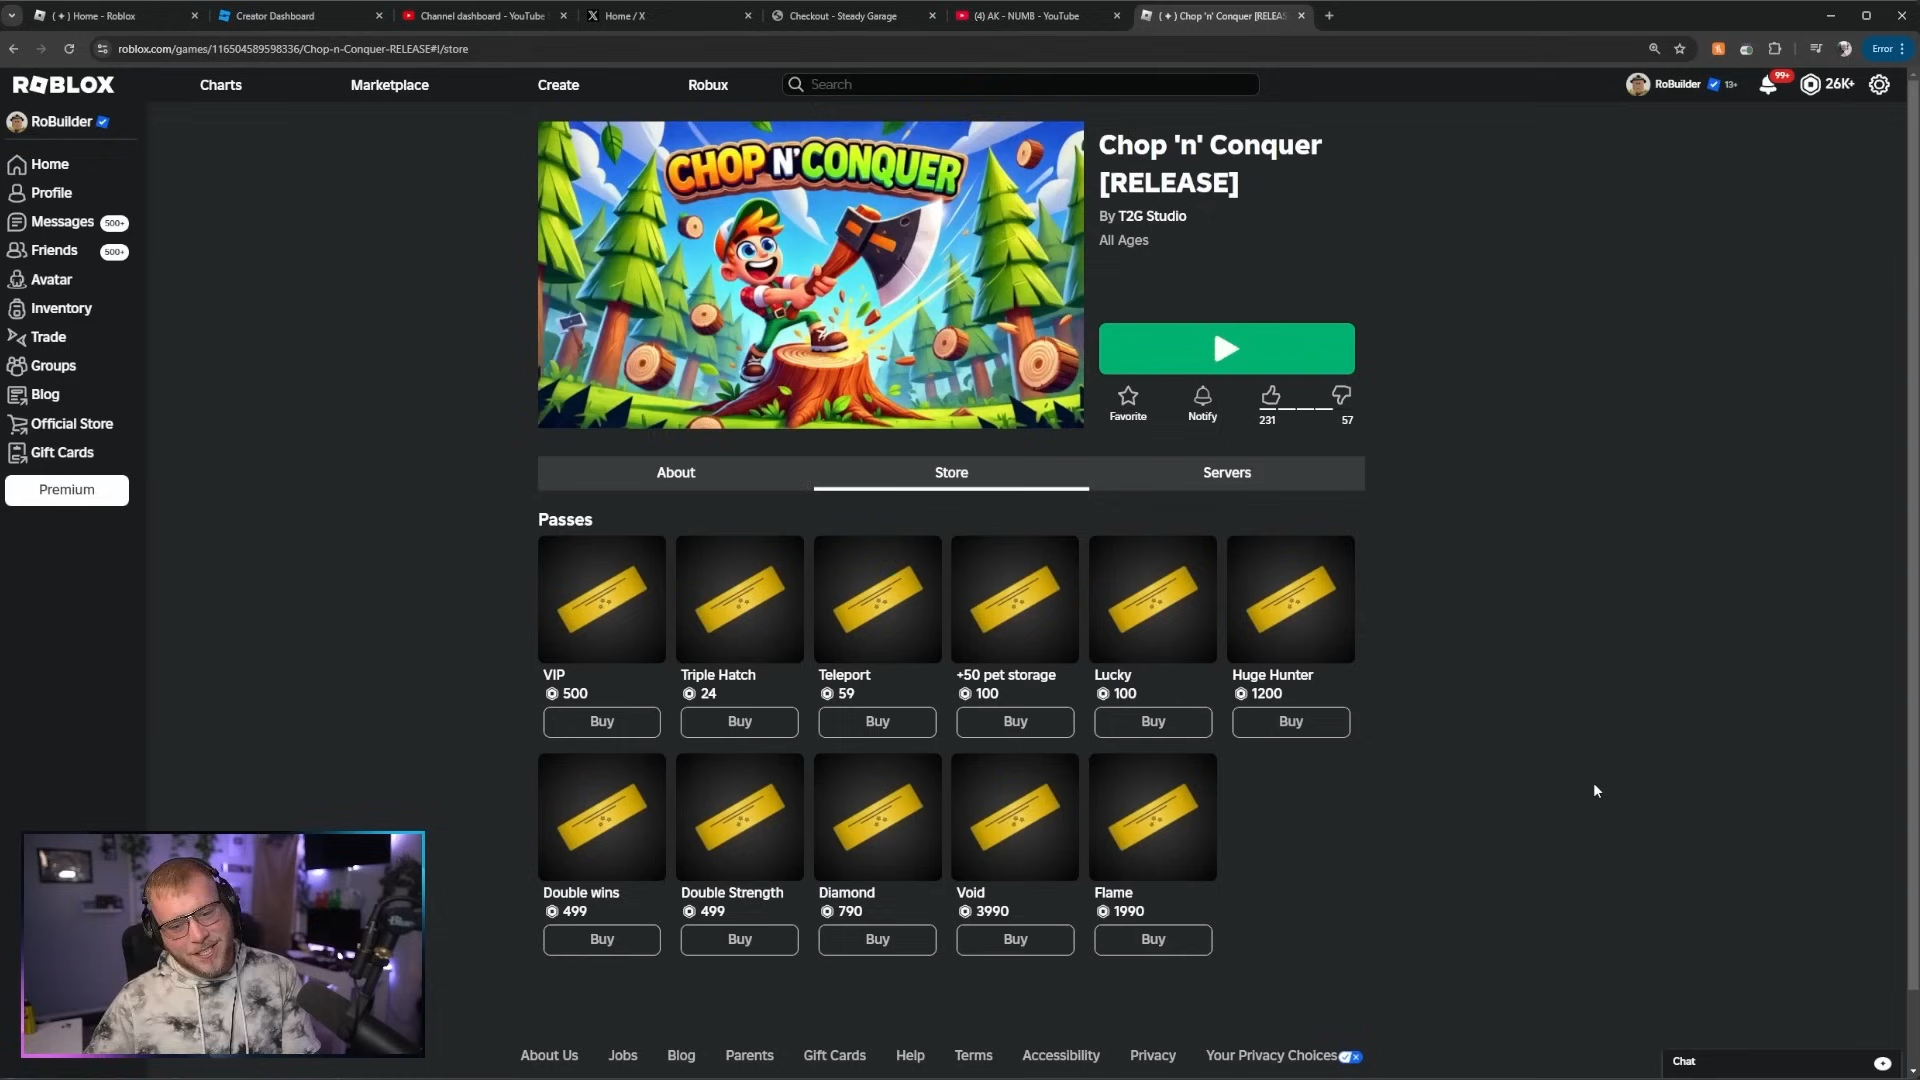 ( ✦ ) Home - Roblox
Creator Dashboard
Channel dashboard - YouTube
Home / X
Checkout - Steady Garage
(4) AK - NUMB - YouTube
( ✦ ) Chop 'n' Conquer [RELEAS
roblox.com/games/116504589598336/Chop-n-Conquer-RELEASE#!/store
Error
ROBLOX
Charts
Marketplace
Create
Robux
Search
RoBuilder
13+
99+
26K+
RoBuilder
Home
Profile
Messages 500+
Friends 500+
Avatar
Inventory
Trade
Groups
Blog
Official Store
Gift Cards
Premium
CHOP N' CONQUER
Chop 'n' Conquer
[RELEASE]
By T2G Studio
All Ages
Favorite
Notify
231
57
About
Store
Servers
Passes
VIP
500
Buy
Triple Hatch
24
Buy
Teleport
59
Buy
+50 pet storage
100
Buy
Lucky
100
Buy
Huge Hunter
1200
Buy
Double wins
499
Buy
Double Strength
499
Buy
Diamond
790
Buy
Void
3990
Buy
Flame
1990
Buy
About Us
Jobs
Blog
Parents
Gift Cards
Help
Terms
Accessibility
Privacy
Your Privacy Choices
Chat